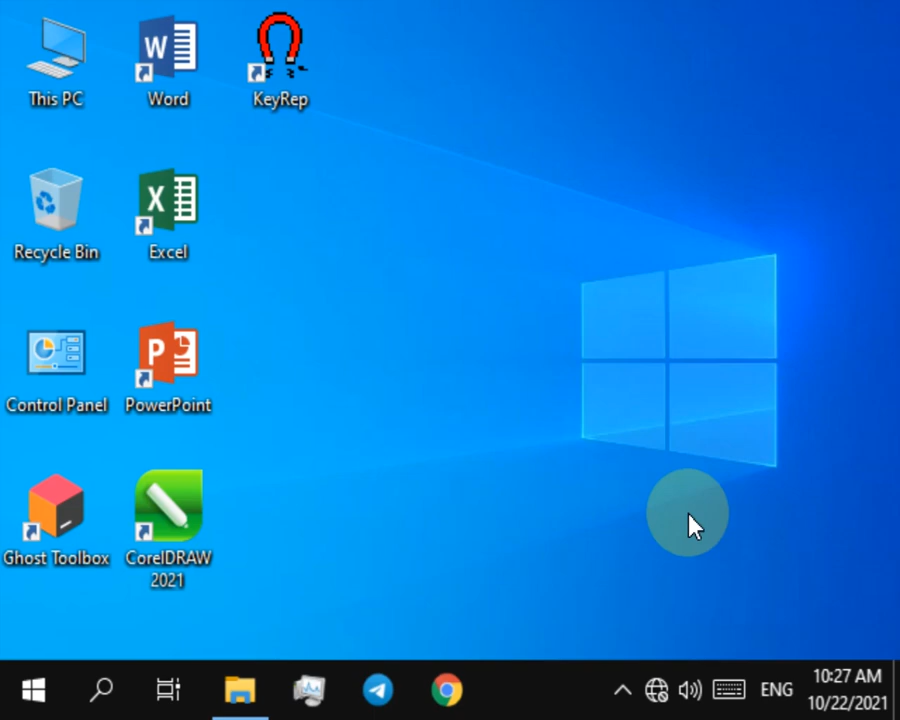 This PC
Word
KeyRep
Recycle Bin
Excel
Control Panel
PowerPoint
Ghost Toolbox
CorelDRAW
2021
ENG
10:27 AM
10/22/2021